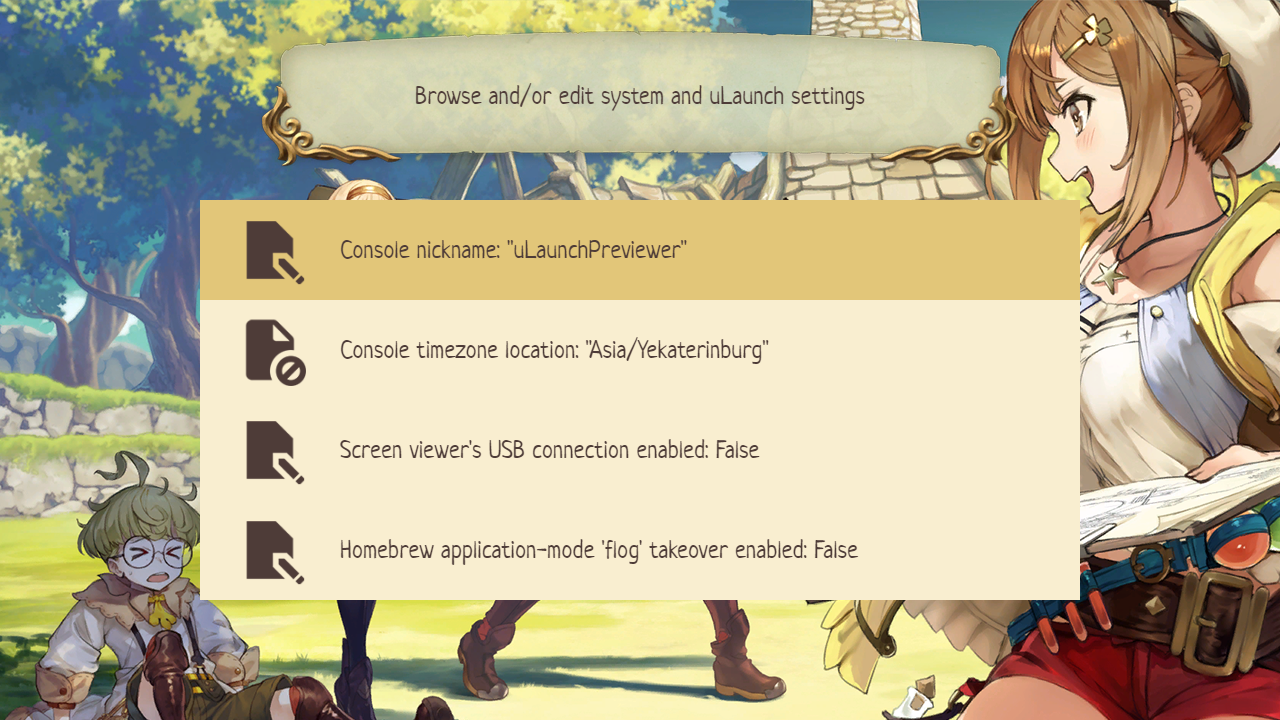 Browse and/or edit system and uLaunch settings
Console nickname: "uLaunchPreviewer"
Console timezone location: "Asia/Yekaterinburg"
Screen viewer's USB connection enabled: False
Homebrew application-mode 'flog' takeover enabled: False